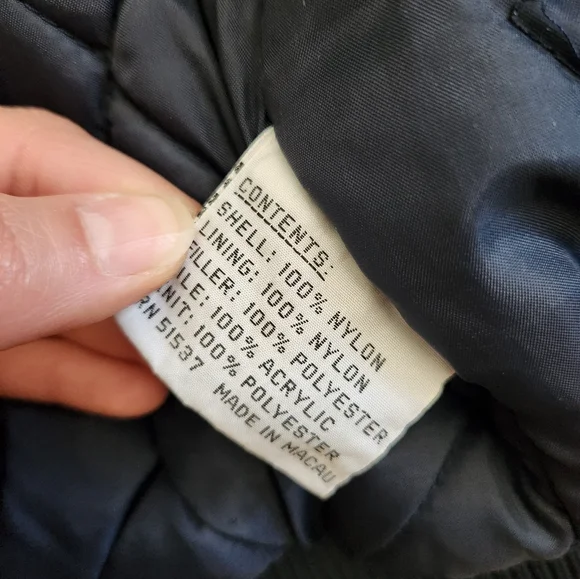 CONTENTS:
SHELL: 100% NYLON
LINING: 100% NYLON
FILLER: 100% POLYESTER
100% ACRYLIC
KNIT: 100% POLYESTER
RN 51537
MADE IN MACAU